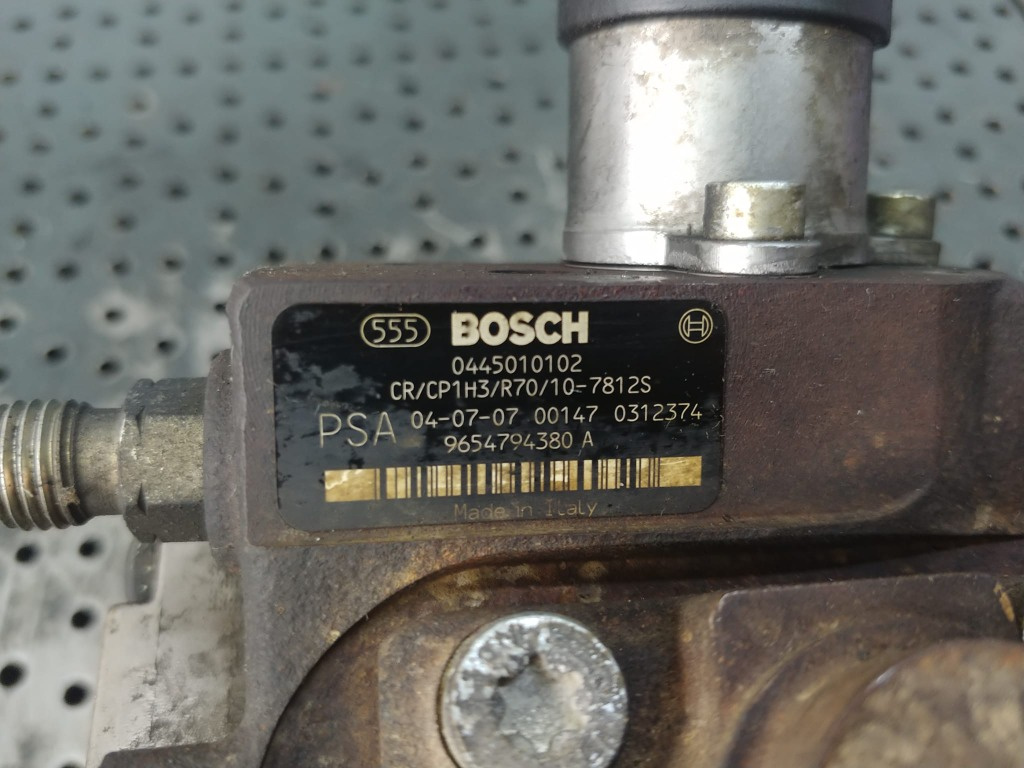 555 BOSCH
0445010102
CR/CP1H3/R70/10-7812S
PSA 04-07-07 00147 0312374
9654794380 A
Made in Italy